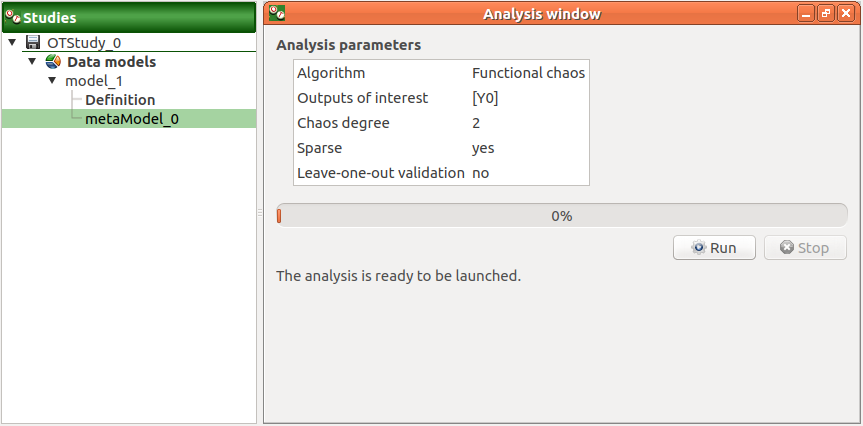 Studies
OTStudy_0
Data models
model_1
Definition
metaModel_0
Analysis window
Analysis parameters
Algorithm Functional chaos
Outputs of interest [Y0]
Chaos degree 2
Sparse yes
Leave-one-out validation no
0%
Run Stop
The analysis is ready to be launched.